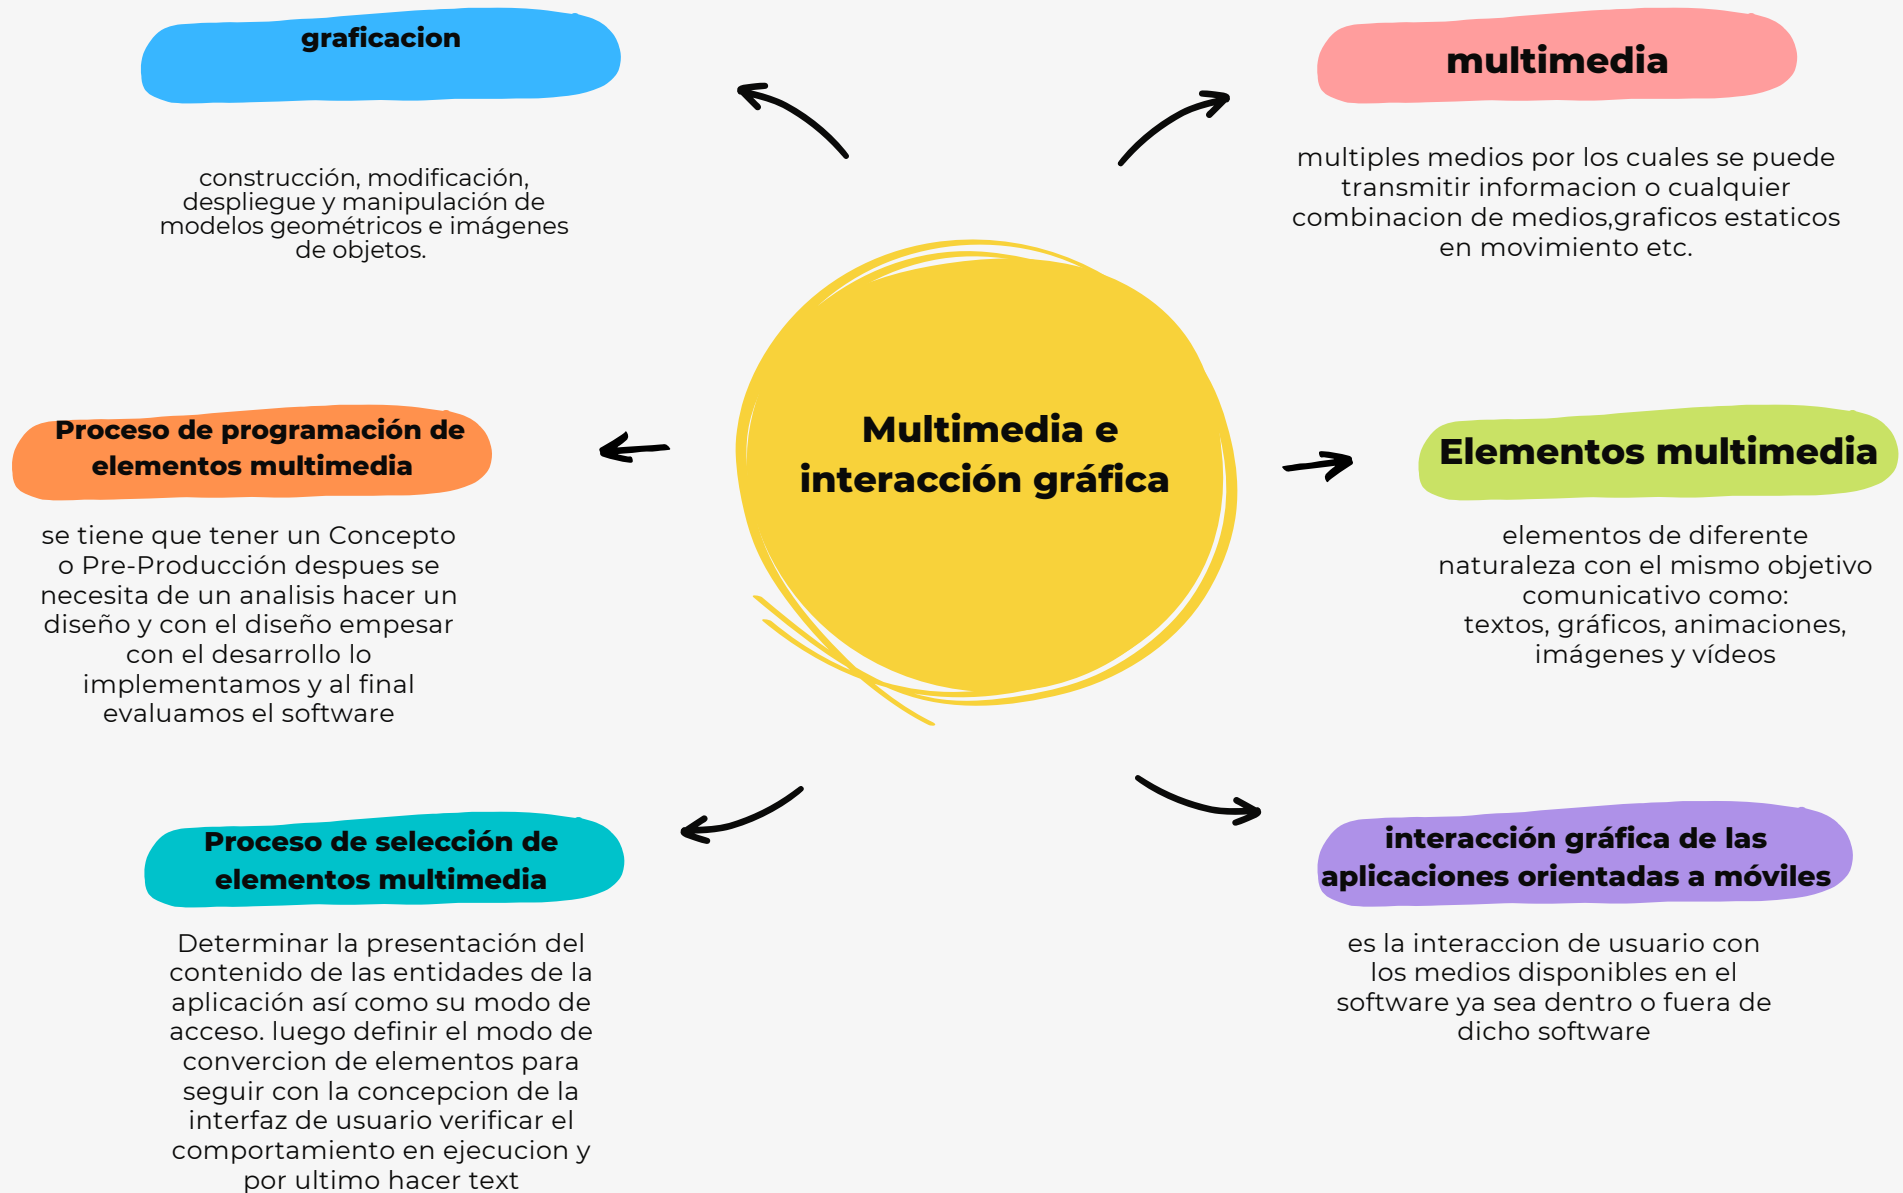 graficacion
construcción, modificación,
despliegue y manipulación de
modelos geométricos e imágenes
de objetos.
multimedia
multiples medios por los cuales se puede
transmitir informacion o cualquier
combinacion de medios,graficos estaticos
en movimiento etc.
Multimedia e
interacción gráfica
Proceso de programación de
elementos multimedia
se tiene que tener un Concepto
o Pre-Producción despues se
necesita de un analisis hacer un
diseño y con el diseño empesar
con el desarrollo lo
implementamos y al final
evaluamos el software
Elementos multimedia
elementos de diferente
naturaleza con el mismo objetivo
comunicativo como:
textos, gráficos, animaciones,
imágenes y vídeos
Proceso de selección de
elementos multimedia
Determinar la presentación del
contenido de las entidades de la
aplicación así como su modo de
acceso. luego definir el modo de
convercion de elementos para
seguir con la concepcion de la
interfaz de usuario verificar el
comportamiento en ejecucion y
por ultimo hacer text
interacción gráfica de las
aplicaciones orientadas a móviles
es la interaccion de usuario con
los medios disponibles en el
software ya sea dentro o fuera de
dicho software